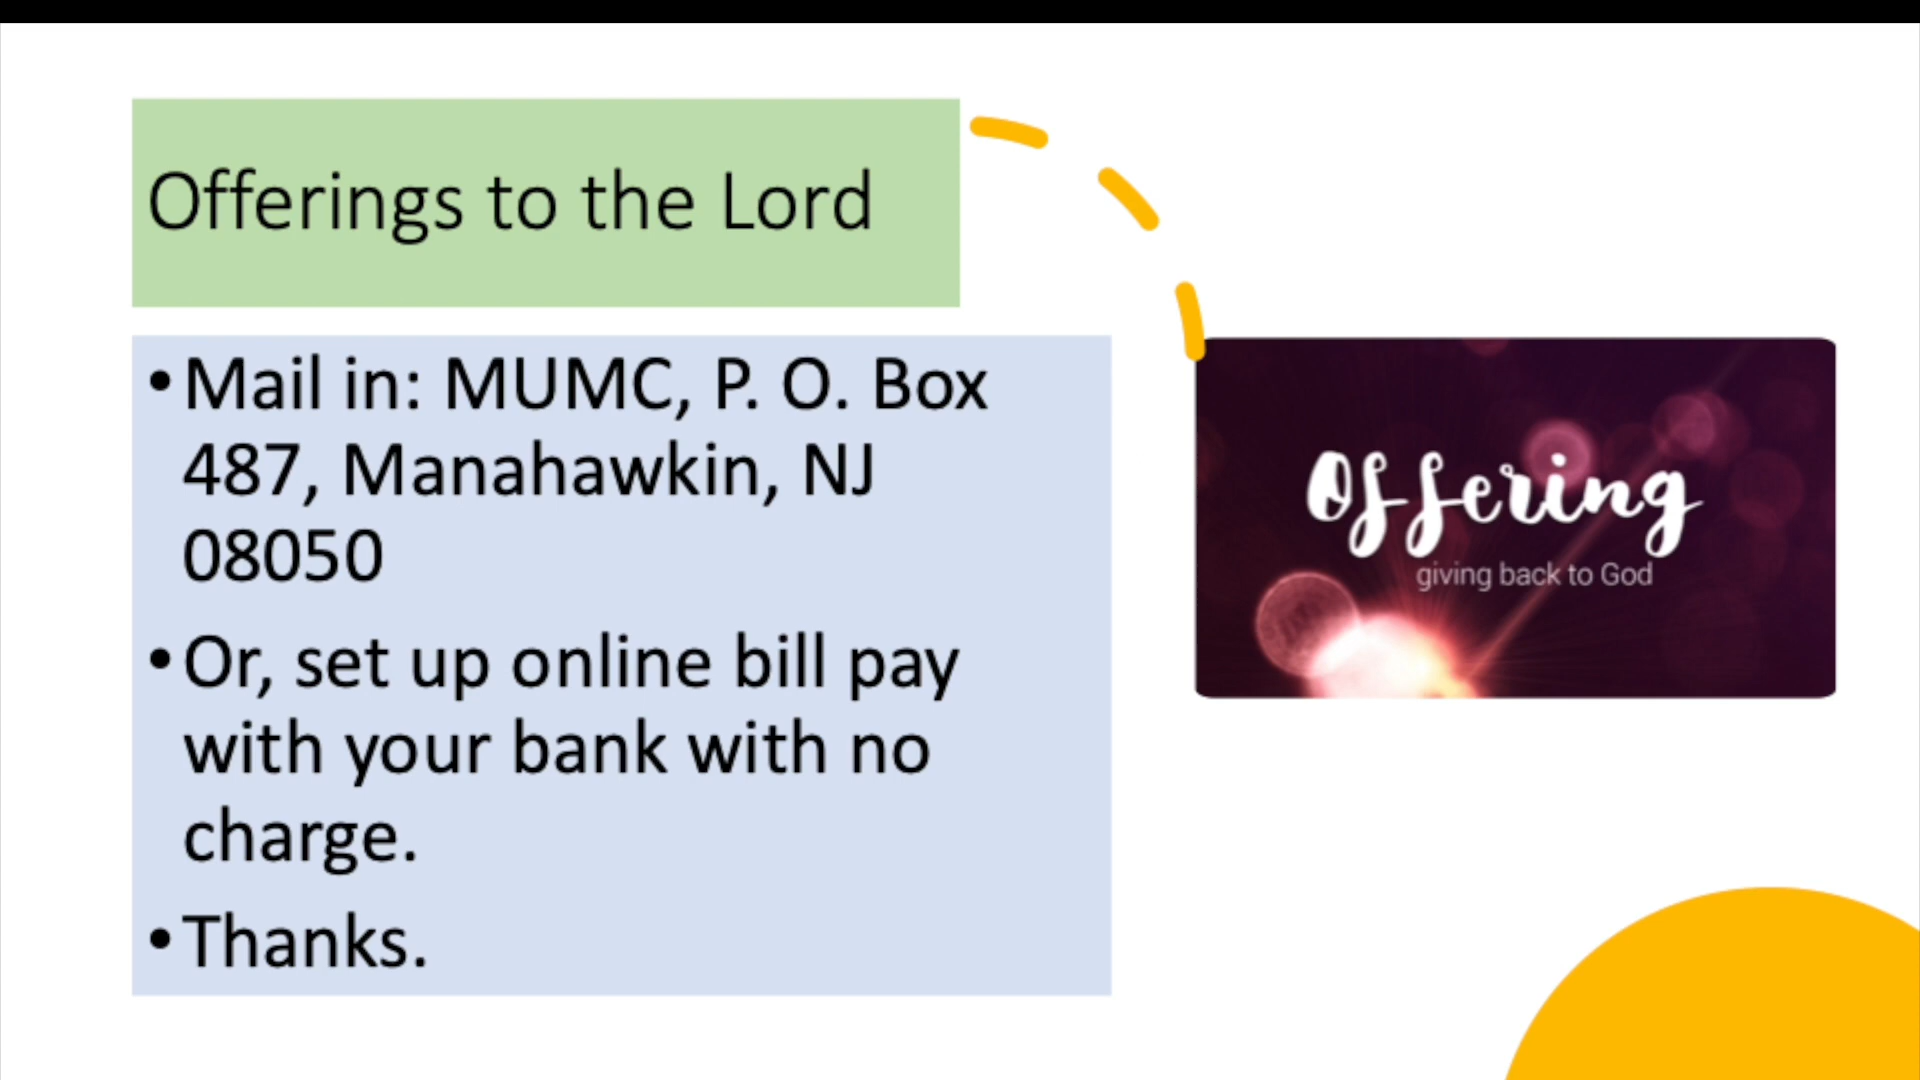 Offerings to the Lord
•Mail in: MUMC, P. O. Box
487, Manahawkin, NJ
08050
•Or, set up online bill pay
with your bank with no
charge.
•Thanks.
Offering
giving back to God